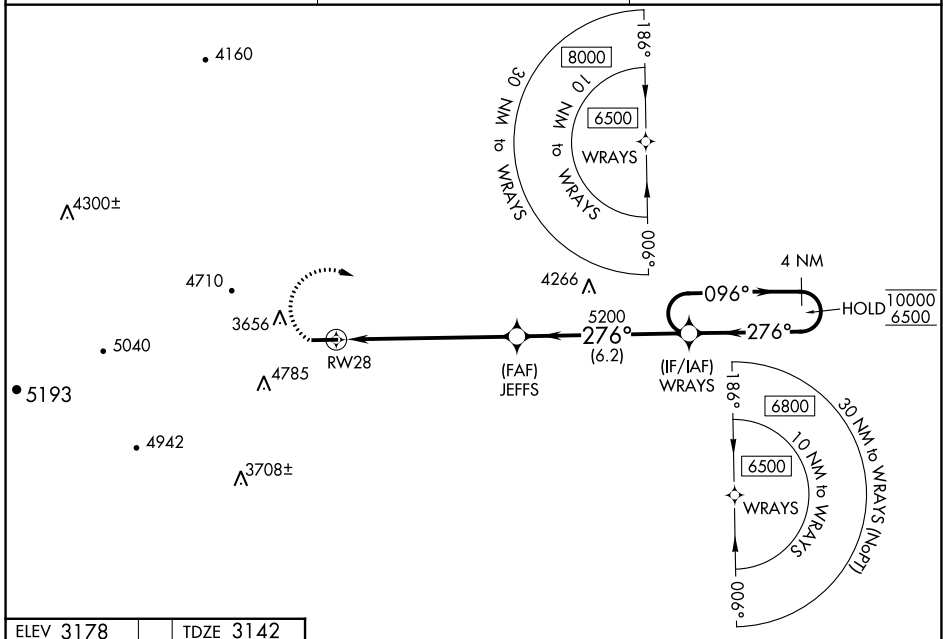 4160
186°
8000
30 NM to WRAYS
10 NM to WRAYS
6500
WRAYS
006°
4300±
4710
3656
4266
4 NM
096°
HOLD
10000
6500
5200
276°
(6.2)
276°
RW28
(FAF)
JEFFS
(IF/IAF)
WRAYS
5040
4785
5193
4942
3708±
186°
6800
30 NM to WRAYS (NoPT)
10 NM to WRAYS
6500
WRAYS
006°
ELEV 3178
TDZE 3142